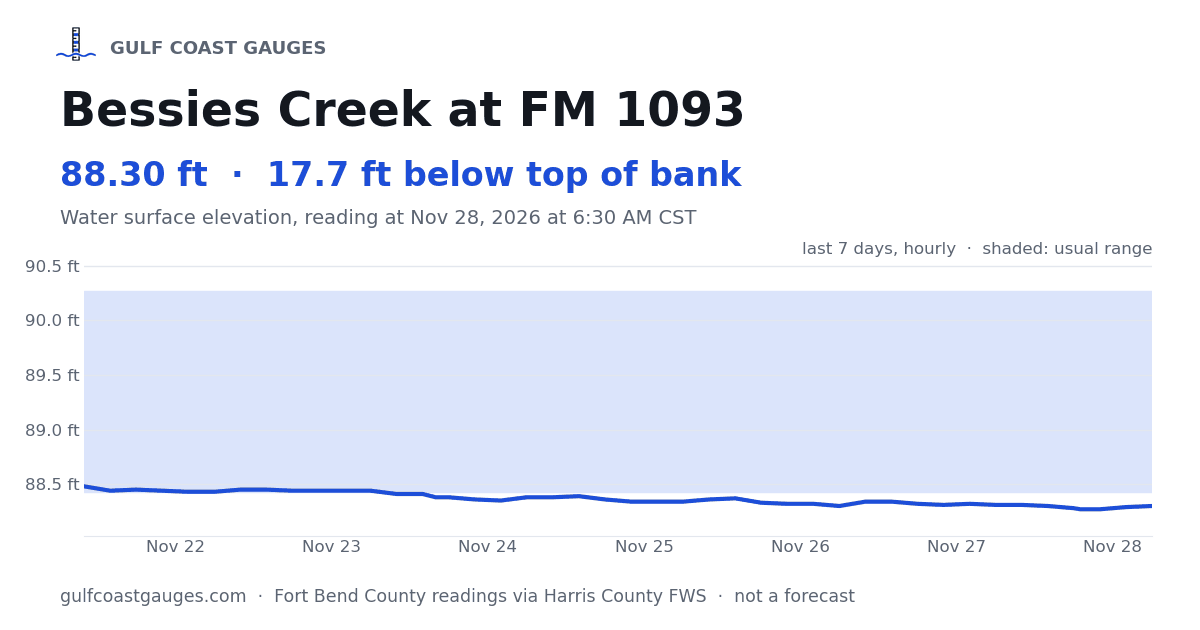 GULF COAST GAUGES
Bessies Creek at FM 1093
88.30 ft · 17.7 ft below top of bank
Water surface elevation, reading at Nov 28, 2026 at 6:30 AM CST
last 7 days, hourly · shaded: usual range
90.5 ft
90.0 ft
89.5 ft
89.0 ft
88.5 ft
Nov 22 Nov 23 Nov 24 Nov 25 Nov 26 Nov 27 Nov 28
gulfcoastgauges.com · Fort Bend County readings via Harris County FWS · not a forecast